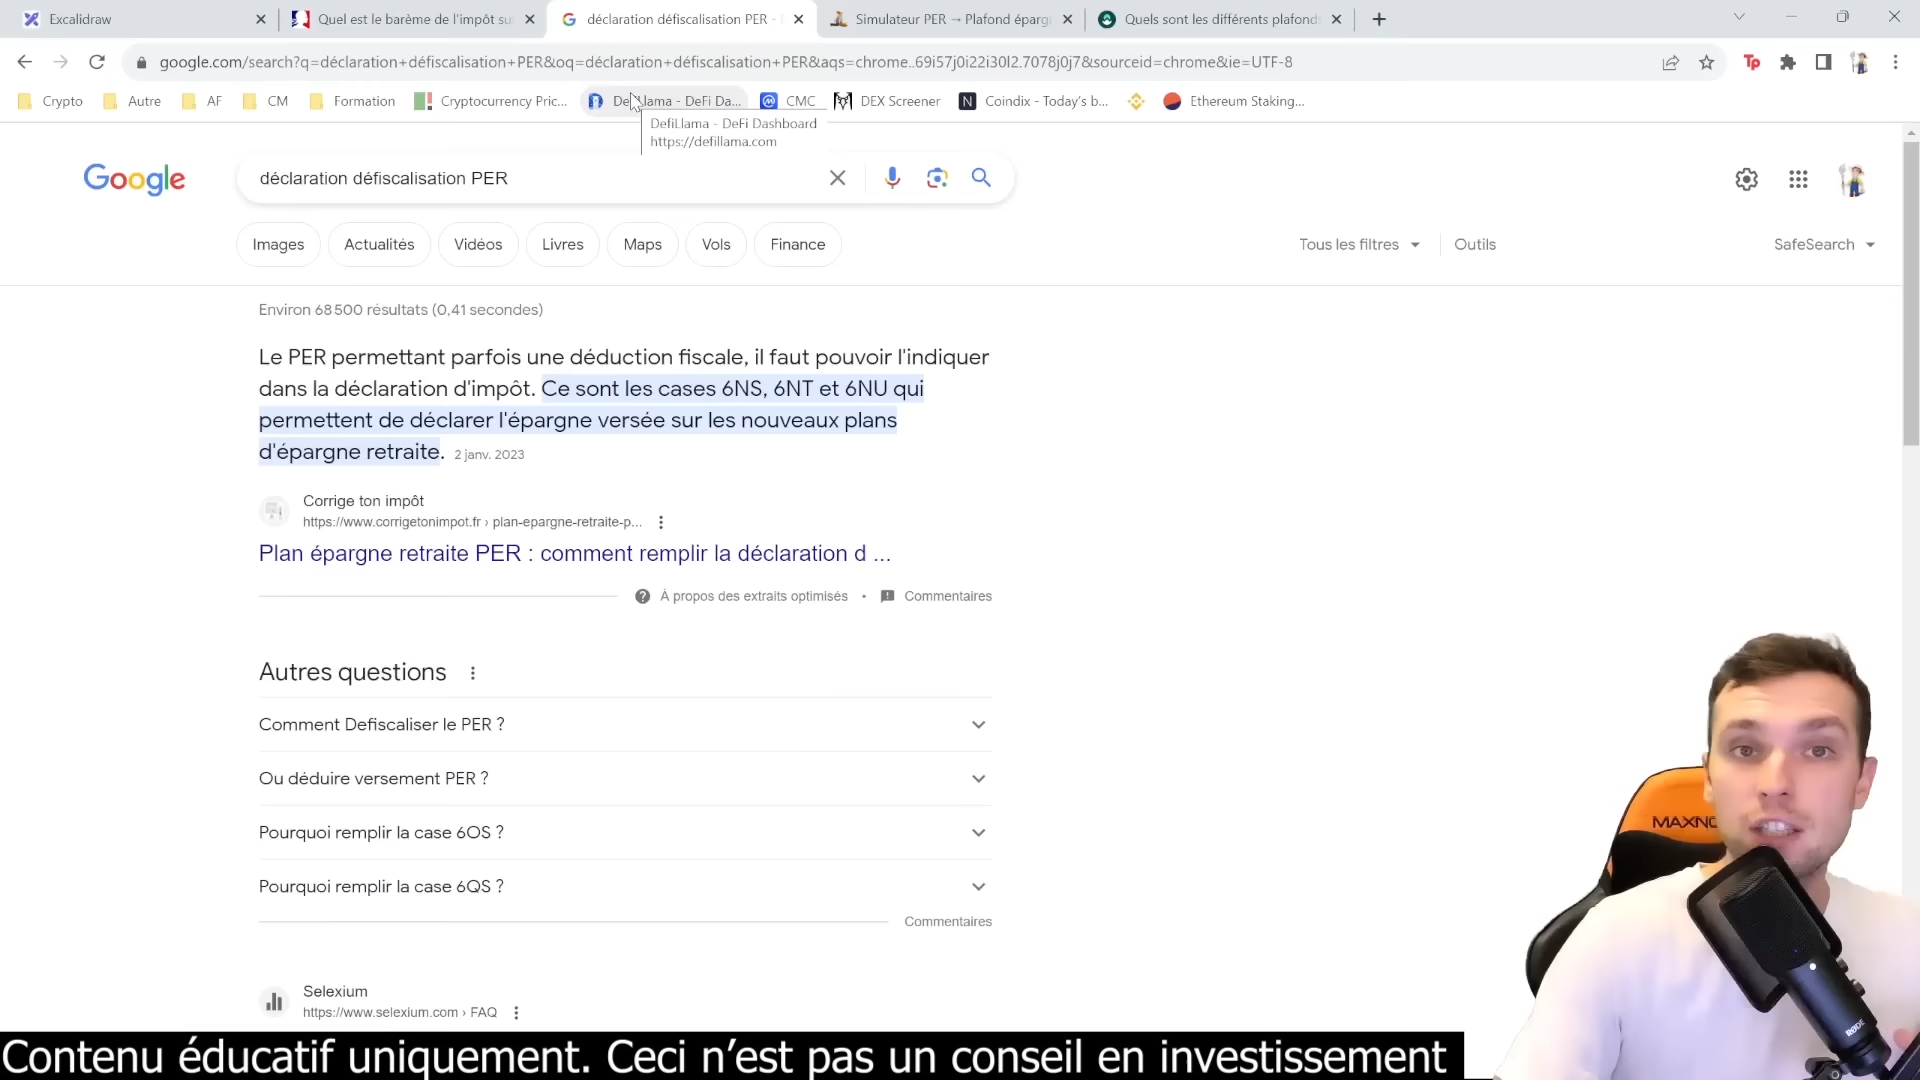 Excalidraw
Quel est le barème de l'impôt su
déclaration défiscalisation PER -
Simulateur PER → Plafond éparg
Quels sont les différents plafonds
google.com/search?q=déclaration+défiscalisation+PER&oq=déclaration+défiscalisation+PER&aqs=chrome..69i57j0i22i30l2.7078j0j7&sourceid=chrome&ie=UTF-8
Tp
Crypto
Autre
AF
CM
Formation
Cryptocurrency Pric...
DefiLlama - DeFi Da...
CMC
DEX Screener
N
Coindix - Today's b...
Ethereum Staking...
DefiLlama - DeFi Dashboard
https://defillama.com
Google
déclaration défiscalisation PER
Images
Actualités
Vidéos
Livres
Maps
Vols
Finance
Tous les filtres
Outils
SafeSearch
Environ 68 500 résultats (0,41 secondes)
Le PER permettant parfois une déduction fiscale, il faut pouvoir l'indiquer
dans la déclaration d'impôt. Ce sont les cases 6NS, 6NT et 6NU qui
permettent de déclarer l'épargne versée sur les nouveaux plans
d'épargne retraite. 2 janv. 2023
Corrige ton impôt
https://www.corrigetonimpot.fr › plan-epargne-retraite-p...
Plan épargne retraite PER : comment remplir la déclaration d ...
À propos des extraits optimisés • Commentaires
Autres questions
Comment Defiscaliser le PER ?
Ou déduire versement PER ?
Pourquoi remplir la case 6OS ?
Pourquoi remplir la case 6QS ?
Commentaires
Selexium
https://www.selexium.com › FAQ
MAXNO
RØDE
Contenu éducatif uniquement. Ceci n'est pas un conseil en investissement